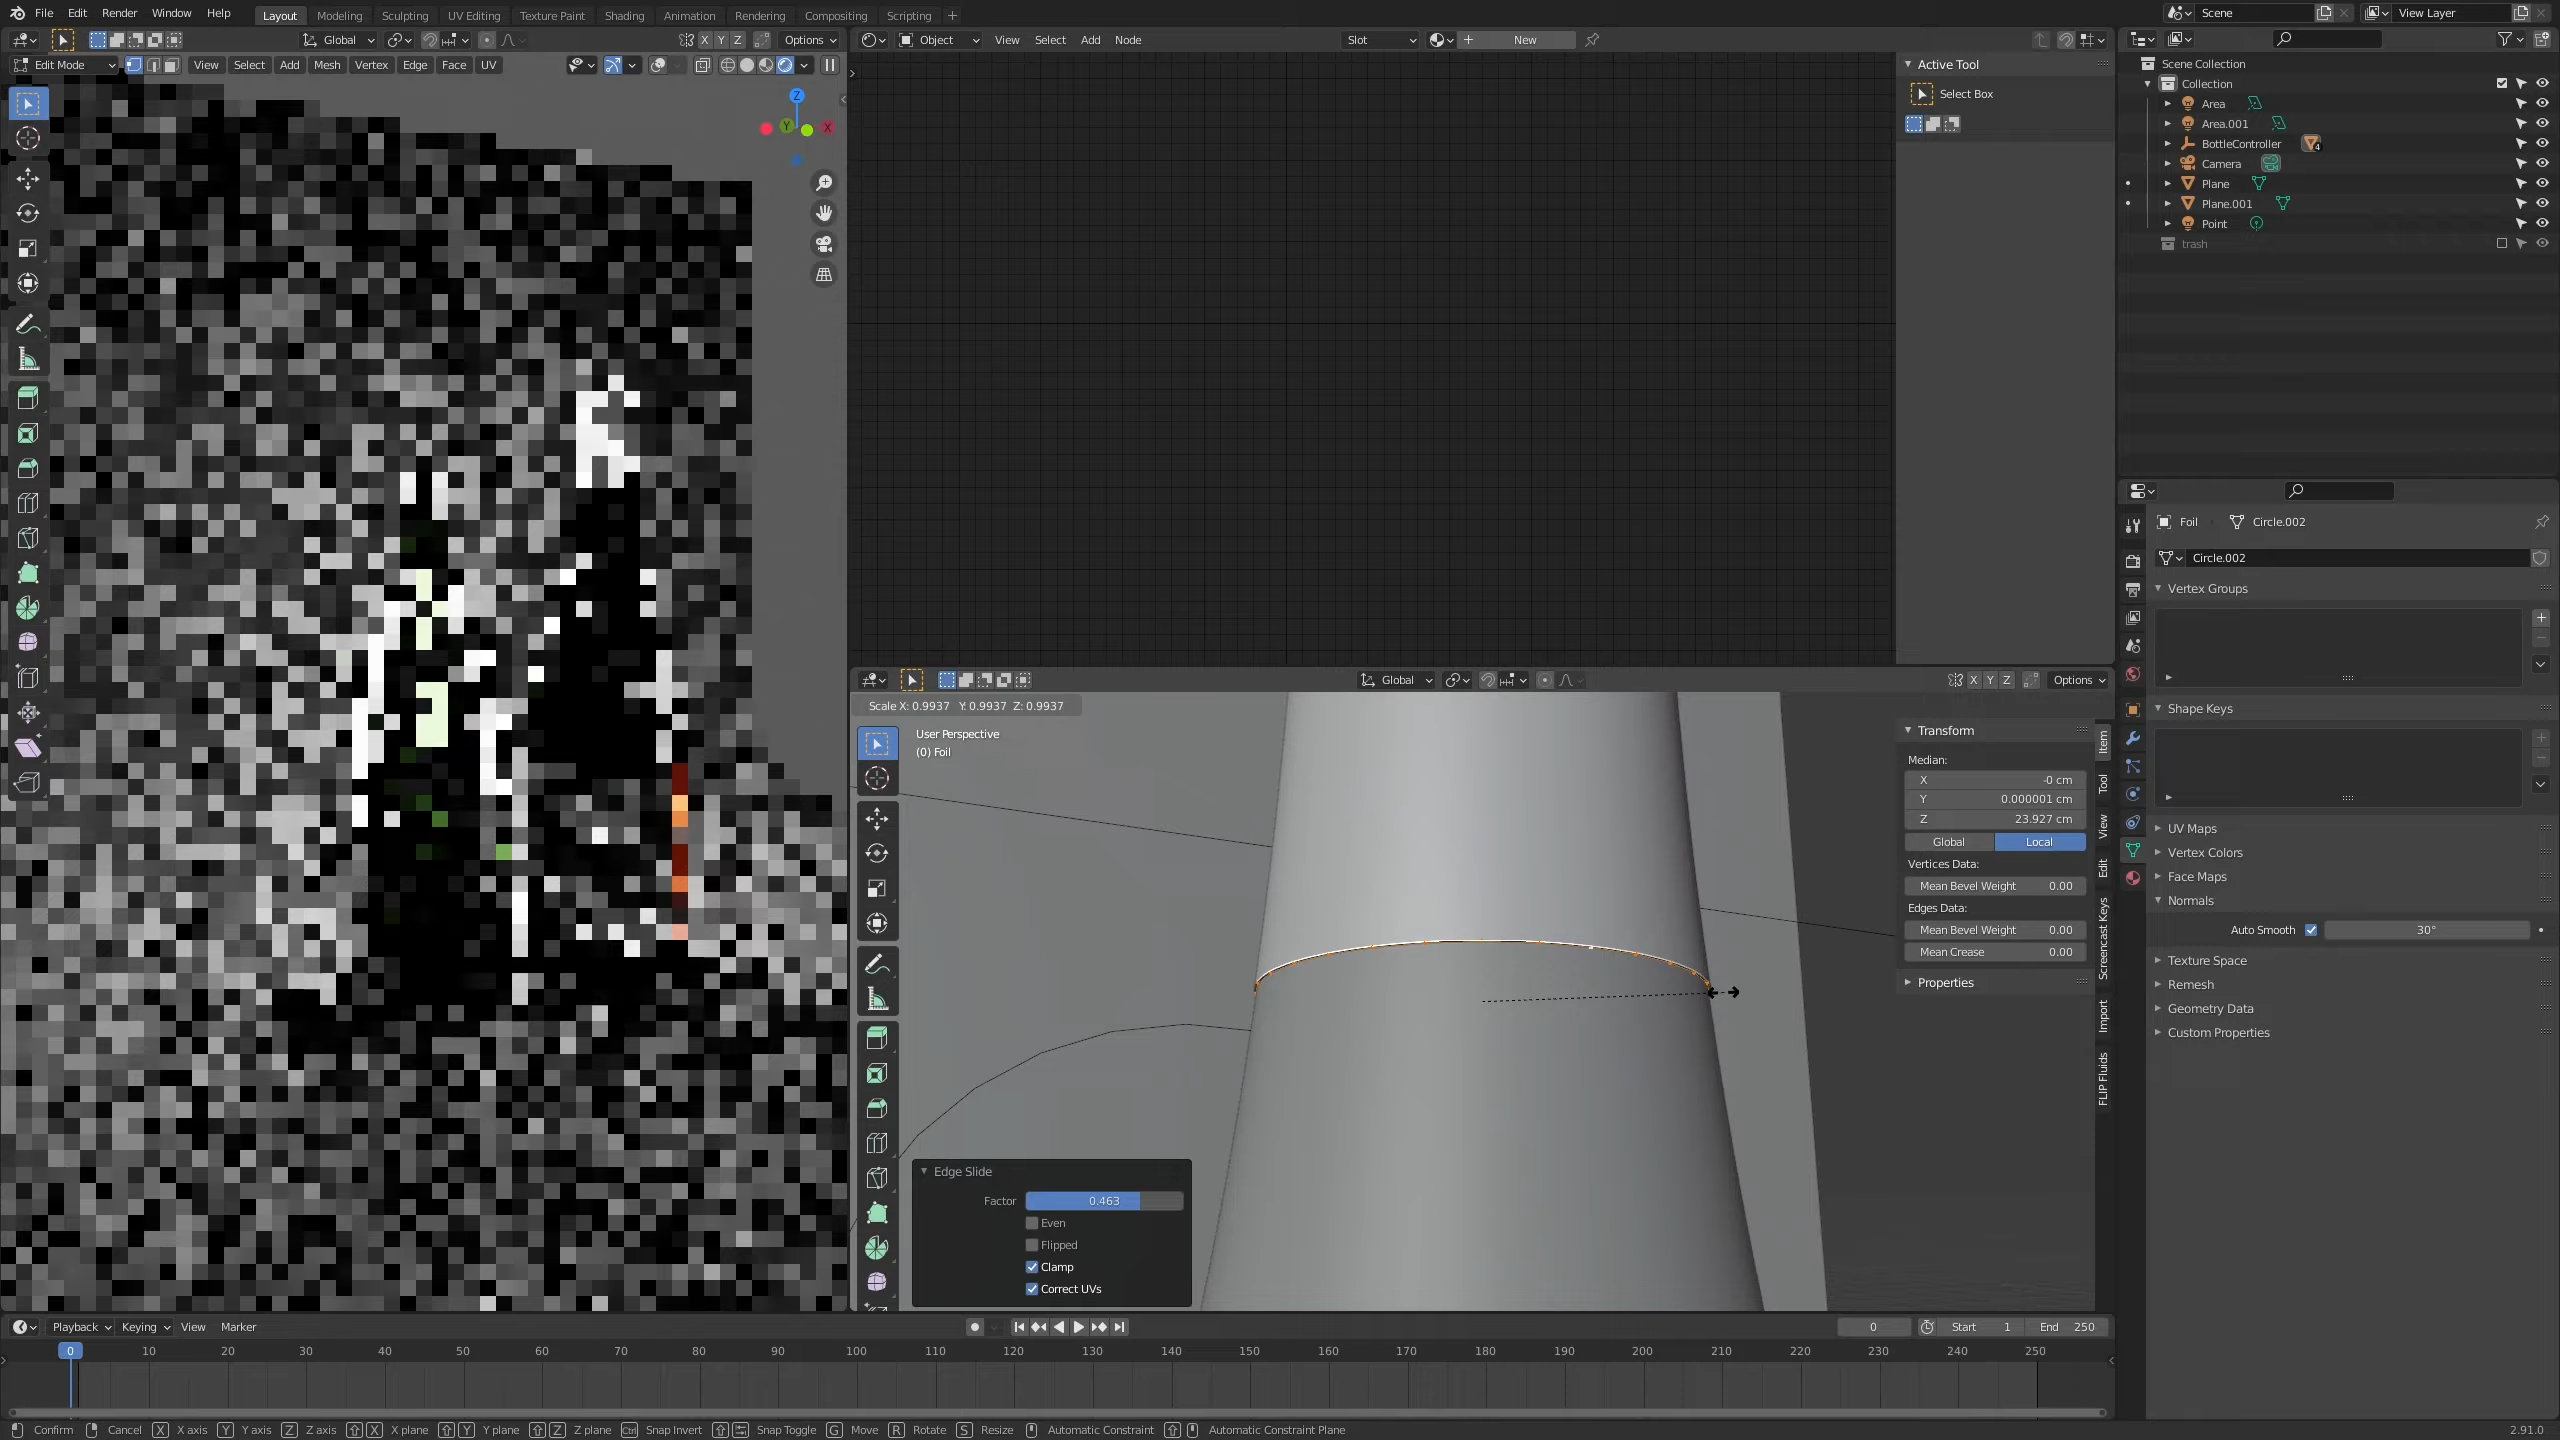 File Edit Render Window Help Layout Modeling Sculpting UV Editing Texture Paint Shading Animation Rendering Compositing Scripting + Scene View Layer
Global X Y Z Options Object View Select Add Node Slot New
Edit Mode View Select Add Mesh Vertex Edge Face UV
Z
Y
X
Active Tool
Select Box
Scene Collection
Collection
Area
Area.001
BottleController 4
Camera
Plane
Plane.001
Point
trash
Foil Circle.002
Circle.002
Vertex Groups
Shape Keys
UV Maps
Vertex Colors
Face Maps
Normals
Auto Smooth 30°
Texture Space
Remesh
Geometry Data
Custom Properties
Global X Y Z Options
Scale X: 0.9937 Y: 0.9937 Z: 0.9937
User Perspective
(0) Foil
Transform
Median:
X -0 cm
Y 0.000001 cm
Z 23.927 cm
Global Local
Vertices Data:
Mean Bevel Weight 0.00
Edges Data:
Mean Bevel Weight 0.00
Mean Crease 0.00
Properties
Item
Tool
View
Edit
Screencast Keys
Import
FLIP Fluids
Edge Slide
Factor 0.463
Even
Flipped
Clamp
Correct UVs
Playback Keying View Marker 0 Start 1 End 250
0 10 20 30 40 50 60 70 80 90 100 110 120 130 140 150 160 170 180 190 200 210 220 230 240 250
Confirm Cancel X X axis Y Y axis Z Z axis X X plane Y Y plane Z Z plane Ctrl Snap Invert Snap Toggle G Move R Rotate S Resize Automatic Constraint Automatic Constraint Plane 2.91.0